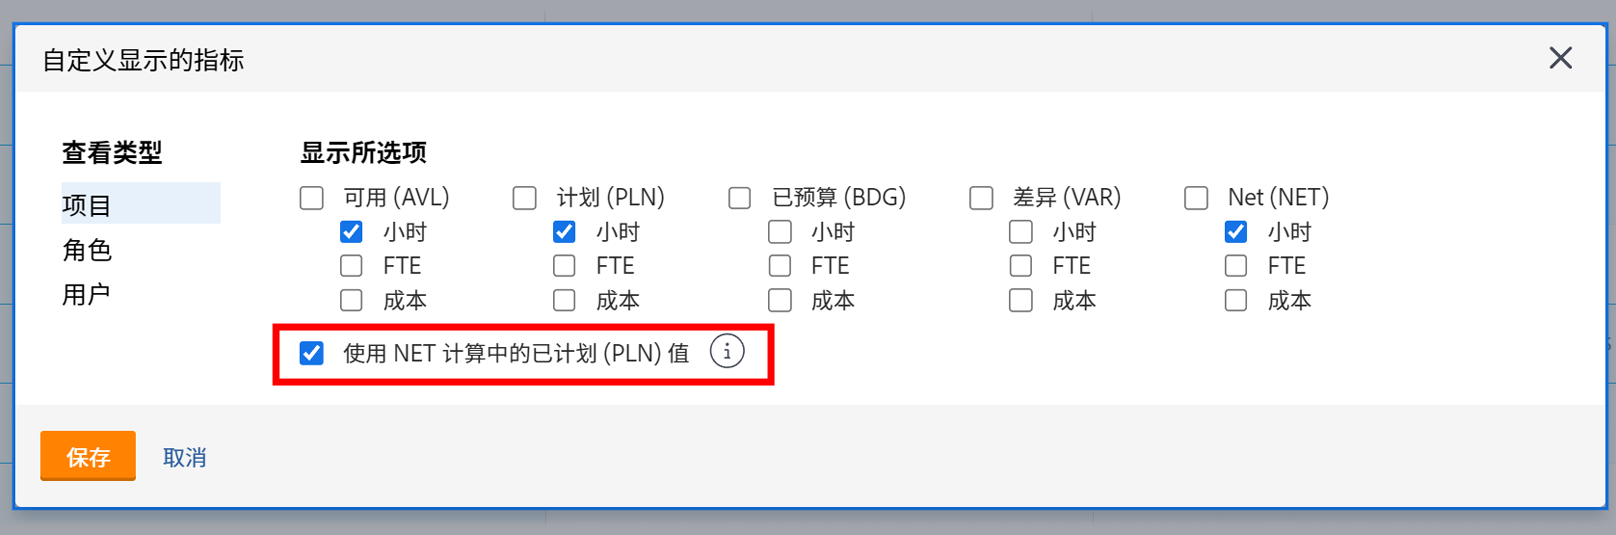 自定义显示的指标
查看类型
项目
角色
用户
显示所选项
可用 (AVL) 计划 (PLN) 已预算 (BDG) 差异 (VAR) Net (NET)
小时 小时 小时 小时 小时
FTE FTE FTE FTE FTE
成本 成本 成本 成本 成本
使用 NET 计算中的已计划 (PLN) 值
保存 取消